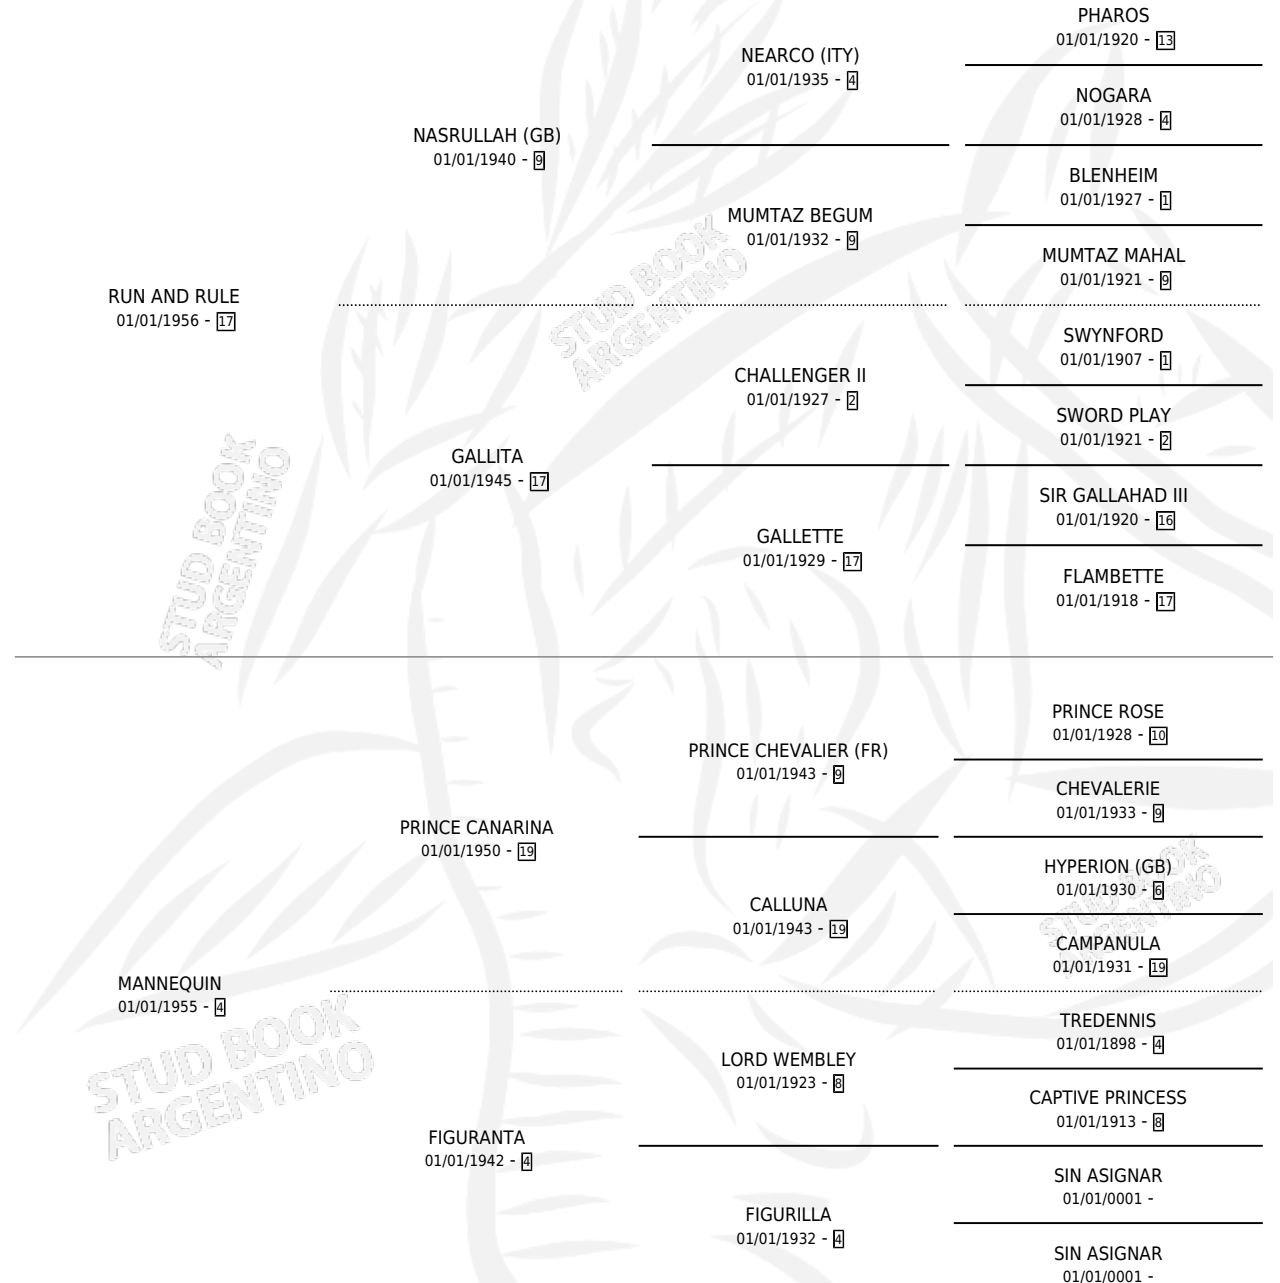 PHAROS
01/01/1920 - 13
NEARCO (ITY)
01/01/1935 - 4
NOGARA
01/01/1928 - 4
NASRULLAH (GB)
01/01/1940 - 9
BLENHEIM
01/01/1927 - 1
MUMTAZ BEGUM
01/01/1932 - 9
MUMTAZ MAHAL
01/01/1921 - 9
RUN AND RULE
01/01/1956 - 17
SWYNFORD
01/01/1907 - 1
CHALLENGER II
01/01/1927 - 2
SWORD PLAY
01/01/1921 - 2
GALLITA
01/01/1945 - 17
SIR GALLAHAD III
01/01/1920 - 16
GALLETTE
01/01/1929 - 17
FLAMBETTE
01/01/1918 - 17
STUD BOOK
ARGENTINO
STUD BOOK
ARGENTINO
PRINCE ROSE
01/01/1928 - 10
PRINCE CHEVALIER (FR)
01/01/1943 - 9
CHEVALERIE
01/01/1933 - 9
PRINCE CANARINA
01/01/1950 - 19
HYPERION (GB)
01/01/1930 - 6
CALLUNA
01/01/1943 - 19
CAMPANULA
01/01/1931 - 19
MANNEQUIN
01/01/1955 - 4
TREDENNIS
01/01/1898 - 4
LORD WEMBLEY
01/01/1923 - 8
CAPTIVE PRINCESS
01/01/1913 - 8
FIGURANTA
01/01/1942 - 4
SIN ASIGNAR
01/01/0001 -
FIGURILLA
01/01/1932 - 4
SIN ASIGNAR
01/01/0001 -
STUD BOOK
ARGENTINO
STUD BOOK
ARGENTINO